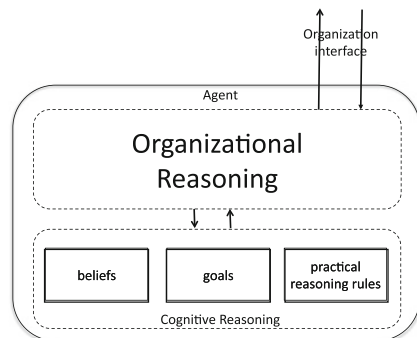 Organization
interface
Agent
Organizational
Reasoning
beliefs
goals
practical
reasoning rules
Cognitive Reasoning